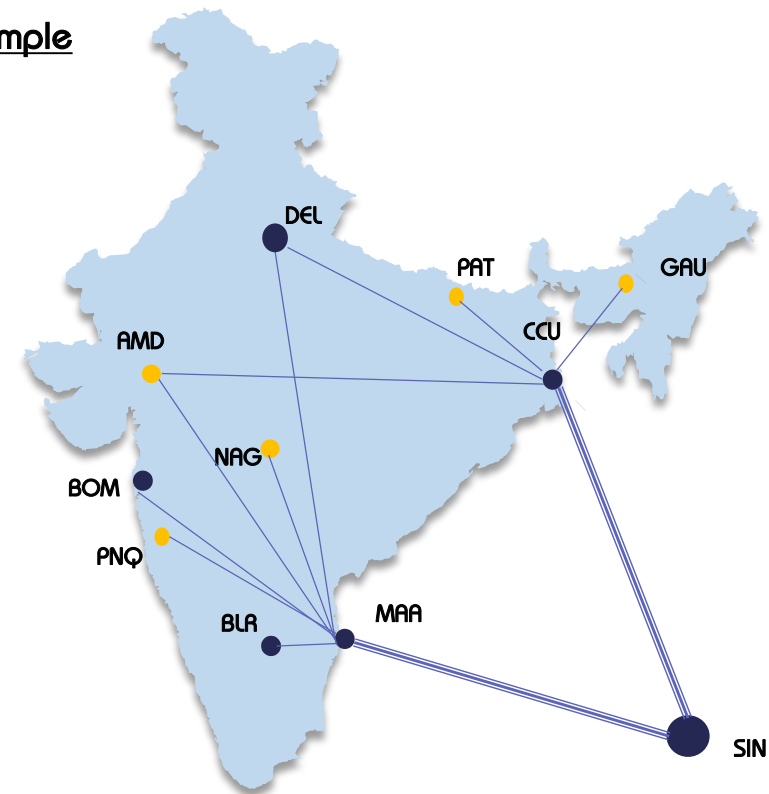 mple
DEL
PAT
GAU
CCU
AMD
NAG
BOM
PNQ
BLR
MAA
SIN